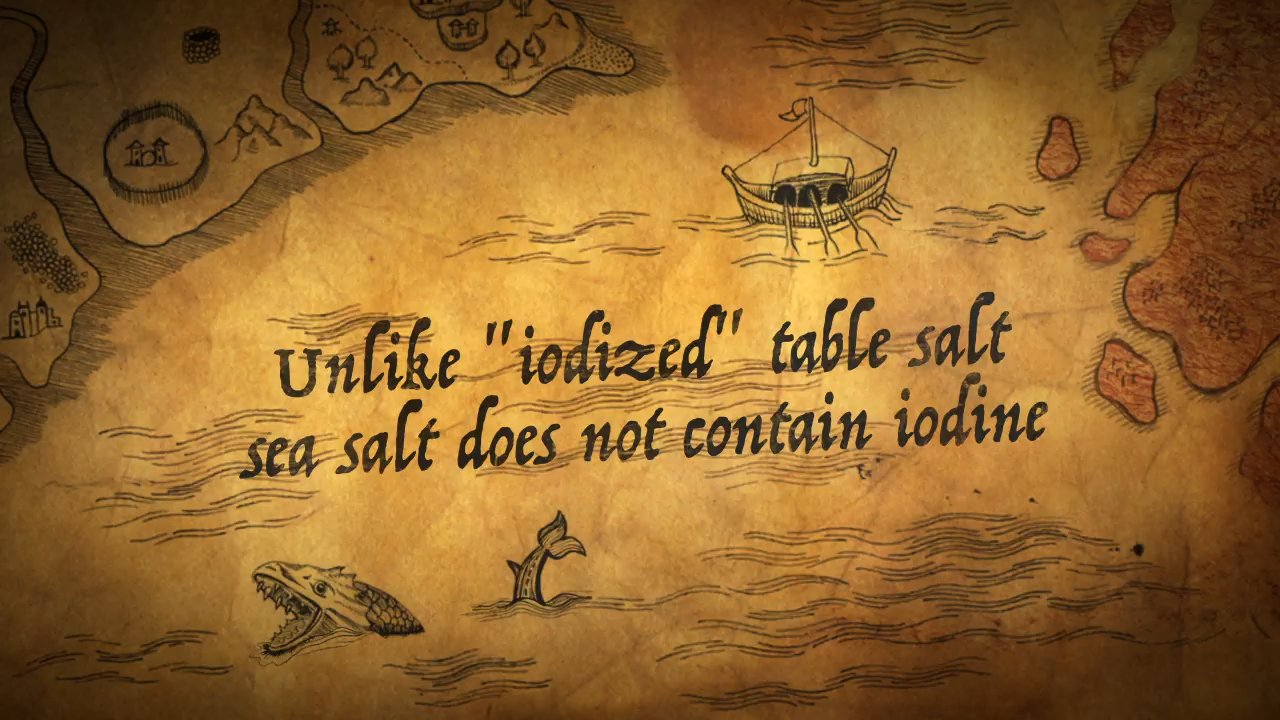 Unlike "iodized" table salt
sea salt does not contain iodine